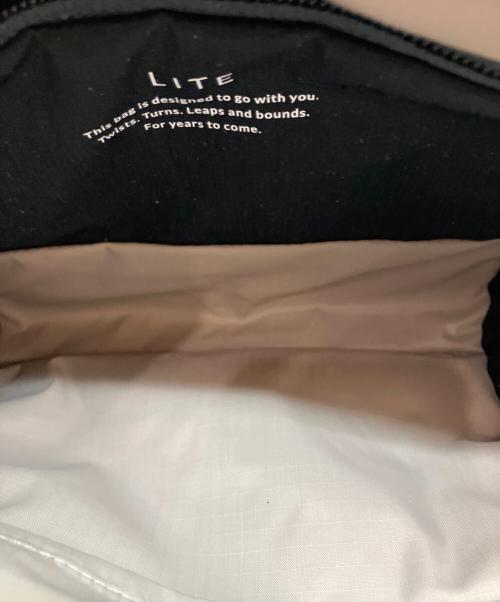 LITE
This bag is designed to go with you.
Twists. Turns. Leaps and bounds.
For years to come.